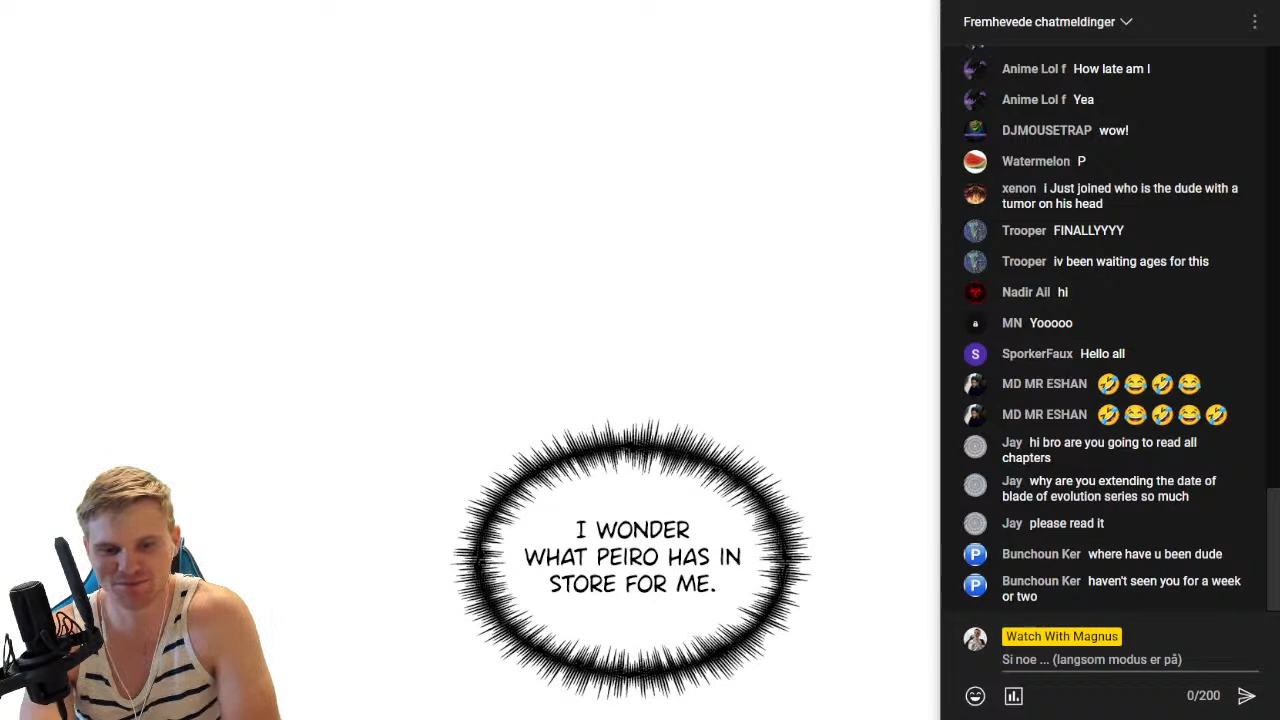 I WONDER
WHAT PEIRO HAS IN
STORE FOR ME.
Fremhevede chatmeldinger
Anime Lol f How late am I
Anime Lol f Yea
DJMOUSETRAP wow!
Watermelon P
xenon i Just joined who is the dude with a
tumor on his head
Trooper FINALLYYYY
Trooper iv been waiting ages for this
Nadir Ail hi
a MN Yooooo
S SporkerFaux Hello all
MD MR ESHAN 🤣😂🤣😂
MD MR ESHAN 🤣😂🤣😂🤣
Jay hi bro are you going to read all
chapters
Jay why are you extending the date of
blade of evolution series so much
Jay please read it
P Bunchoun Ker where have u been dude
P Bunchoun Ker haven't seen you for a week
or two
Watch With Magnus
Si noe ... (langsom modus er på)
0/200